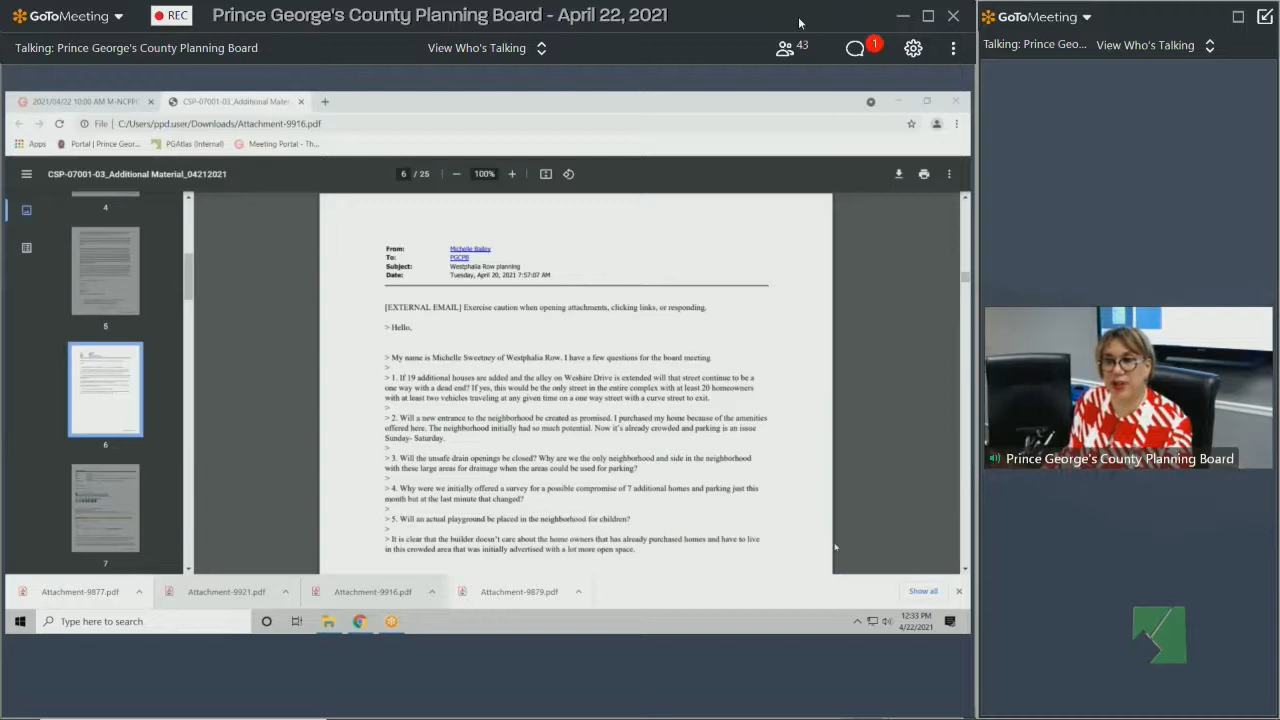 GoToMeeting
REC
Prince George's County Planning Board - April 22, 2021
Talking: Prince George's County Planning Board
View Who's Talking
43
1
2021/04/22 10:00 AM M-NCPPC
CSP-07001-03_Additional Mater
File
C:/Users/ppd.user/Downloads/Attachment-9916.pdf
Apps
Portal | Prince Geor...
PGAtlas (Internal)
Meeting Portal - Th...
CSP-07001-03_Additional Material_04212021
6 / 25
100%
4
5
6
7
From: Michelle Bailey
To: PGCPB
Subject: Westphalia Row planning
Date: Tuesday, April 20, 2021 7:57:07 AM
[EXTERNAL EMAIL] Exercise caution when opening attachments, clicking links, or responding.
> Hello,
> My name is Michelle Sweetney of Westphalia Row. I have a few questions for the board meeting.
>
> 1. If 19 additional houses are added and the alley on Weshire Drive is extended will that street continue to be a
one way with a dead end? If yes, this would be the only street in the entire complex with at least 20 homeowners
with at least two vehicles traveling at any given time on a one way street with a curve street to exit.
>
> 2. Will a new entrance to the neighborhood be created as promised. I purchased my home because of the amenities
offered here. The neighborhood initially had so much potential. Now it's already crowded and parking is an issue
Sunday- Saturday.
>
> 3. Will the unsafe drain openings be closed? Why are we the only neighborhood and side in the neighborhood
with these large areas for drainage when the areas could be used for parking?
>
> 4. Why were we initially offered a survey for a possible compromise of 7 additional homes and parking just this
month but at the last minute that changed?
>
> 5. Will an actual playground be placed in the neighborhood for children?
>
> It is clear that the builder doesn't care about the home owners that has already purchased homes and have to live
in this crowded area that was initially advertised with a lot more open space.
Attachment-9877.pdf
Attachment-9921.pdf
Attachment-9916.pdf
Attachment-9879.pdf
Show all
Type here to search
12:33 PM
4/22/2021
GoToMeeting
Talking: Prince Geo...
View Who's Talking
Prince George's County Planning Board